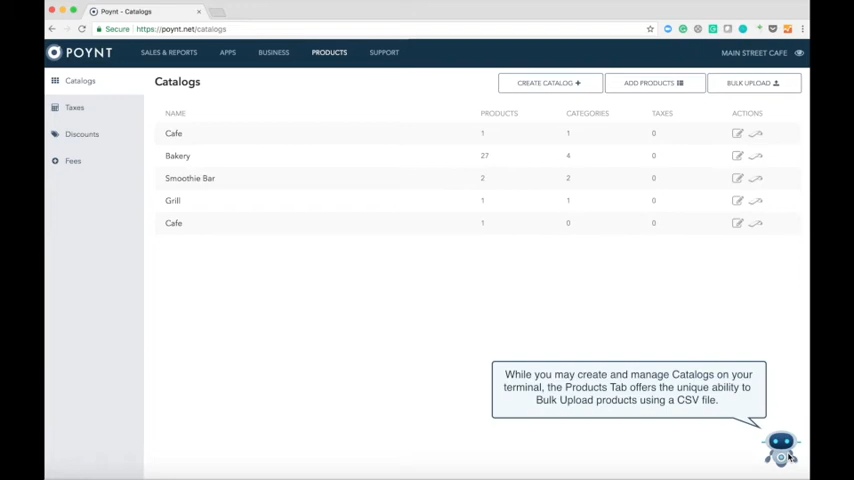 Poynt - Catalogs
Secure https://poynt.net/catalogs
POYNT SALES & REPORTS APPS BUSINESS PRODUCTS SUPPORT MAIN STREET CAFE
Catalogs
Taxes
Discounts
Fees
Catalogs CREATE CATALOG + ADD PRODUCTS BULK UPLOAD
NAME PRODUCTS CATEGORIES TAXES ACTIONS
Cafe 1 1 0
Bakery 27 4 0
Smoothie Bar 2 2 0
Grill 1 1 0
Cafe 1 0 0
While you may create and manage Catalogs on your
terminal, the Products Tab offers the unique ability to
Bulk Upload products using a CSV file.